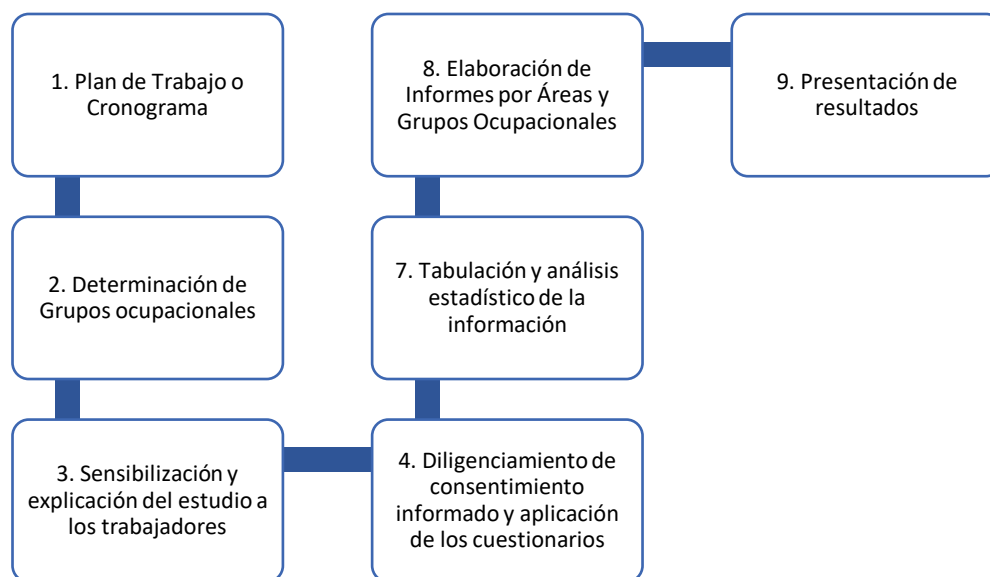 1. Plan de Trabajo o
Cronograma
2. Determinación de
Grupos ocupacionales
3. Sensibilización y
explicación del estudio a
los trabajadores
4. Diligenciamiento de
consentimiento
informado y aplicación
de los cuestionarios
7. Tabulación y análisis
estadístico de la
información
8. Elaboración de
Informes por Áreas y
Grupos Ocupacionales
9. Presentación de
resultados